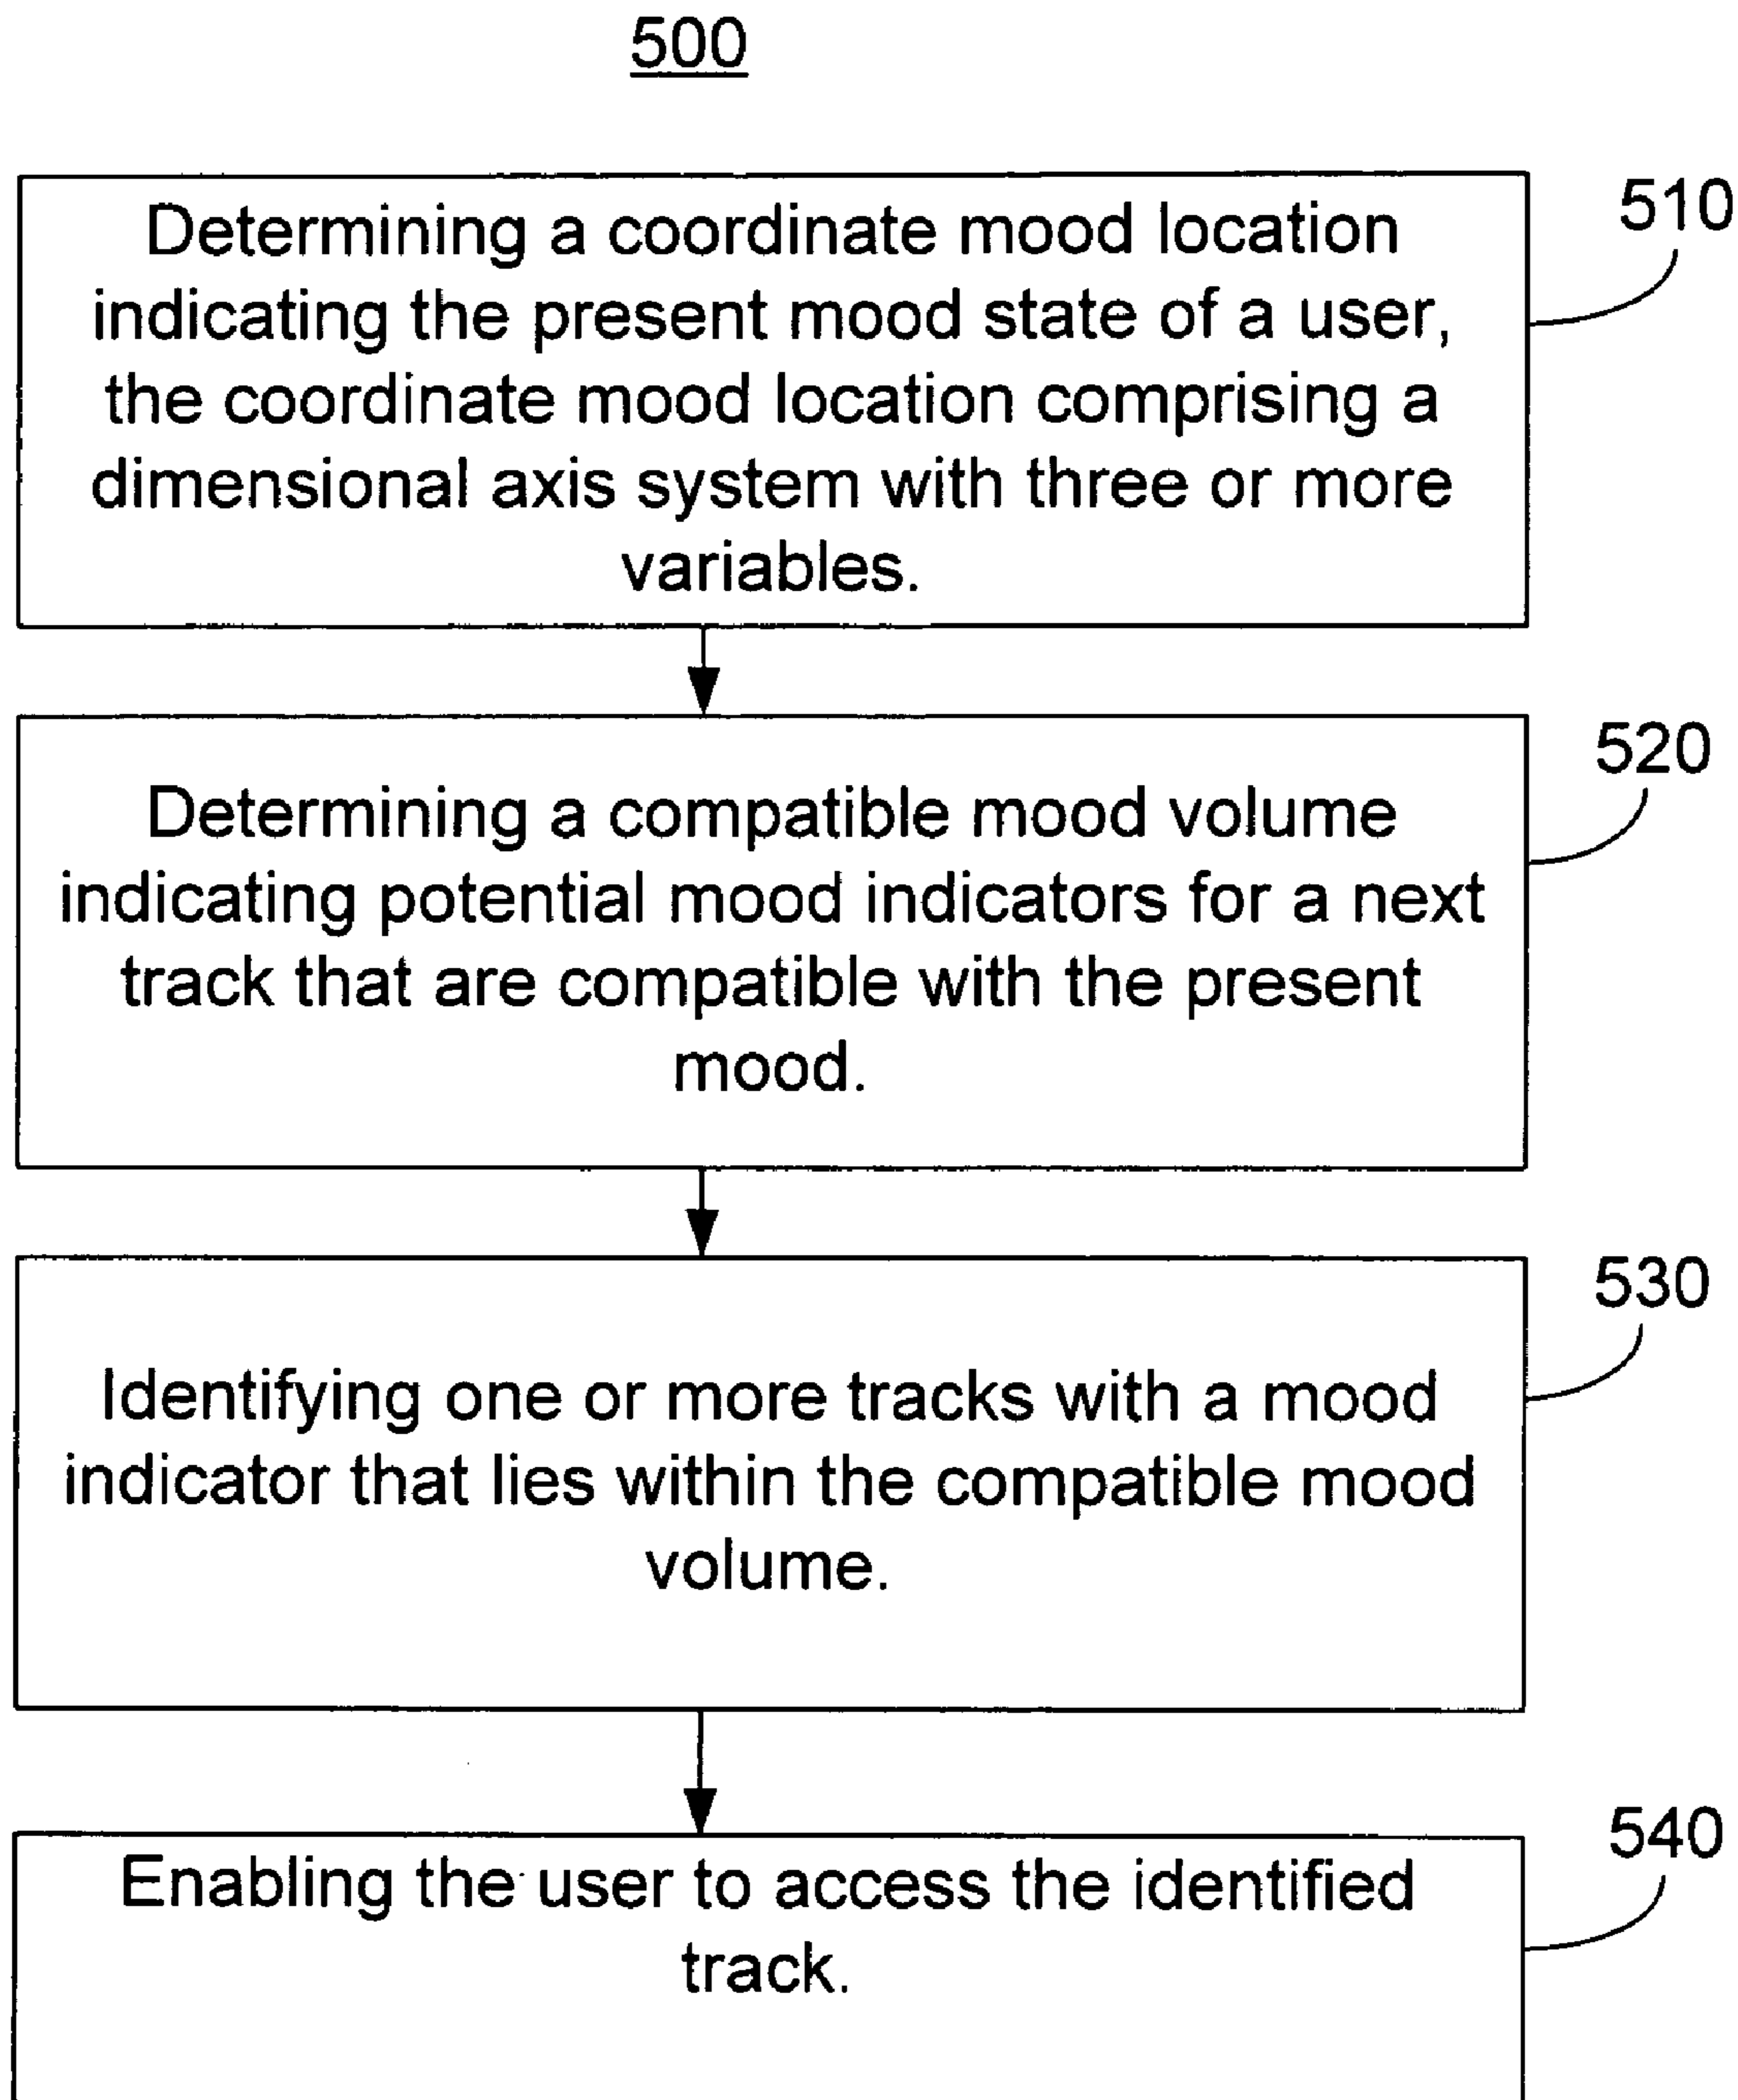 500
Determining a coordinate mood location
indicating the present mood state of a user,
the coordinate mood location comprising a
dimensional axis system with three or more
variables.
510
Determining a compatible mood volume
indicating potential mood indicators for a next
track that are compatible with the present
mood.
520
Identifying one or more tracks with a mood
indicator that lies within the compatible mood
volume.
530
Enabling the user to access the identified
track.
540